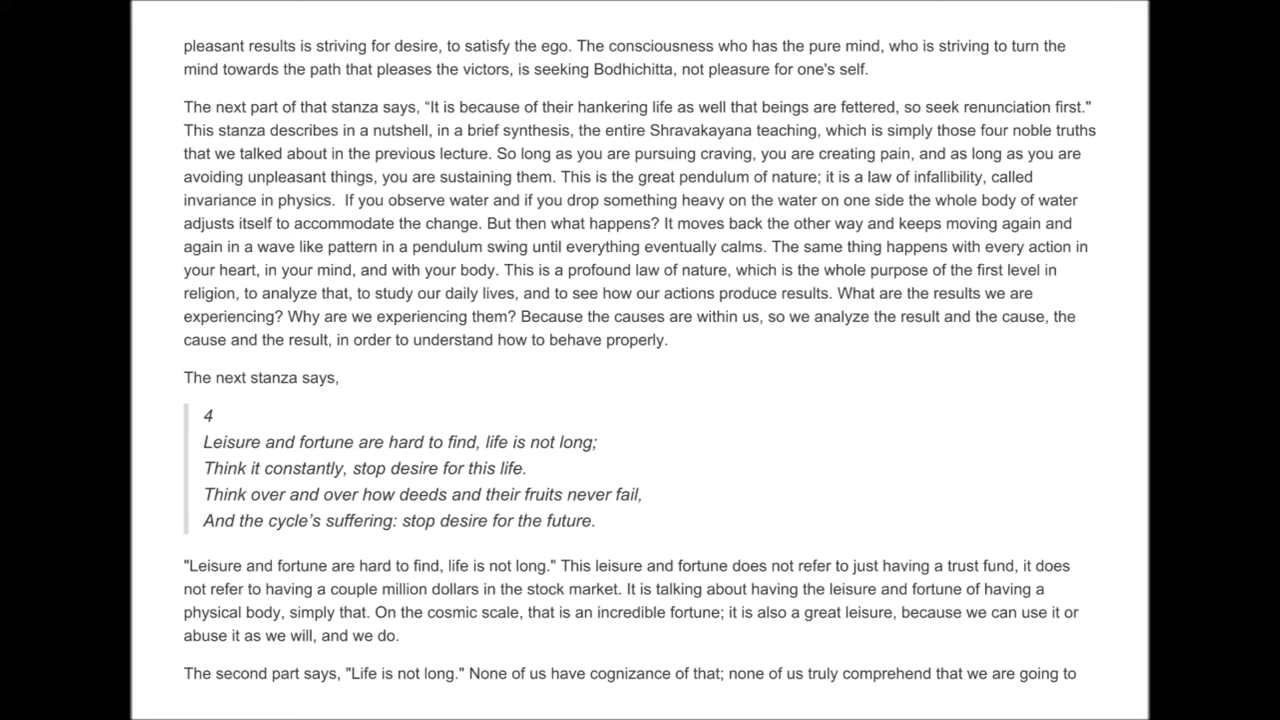 pleasant results is striving for desire, to satisfy the ego. The consciousness who has the pure mind, who is striving to turn the
mind towards the path that pleases the victors, is seeking Bodhichitta, not pleasure for one's self.
The next part of that stanza says, “It is because of their hankering life as well that beings are fettered, so seek renunciation first."
This stanza describes in a nutshell, in a brief synthesis, the entire Shravakayana teaching, which is simply those four noble truths
that we talked about in the previous lecture. So long as you are pursuing craving, you are creating pain, and as long as you are
avoiding unpleasant things, you are sustaining them. This is the great pendulum of nature; it is a law of infallibility, called
invariance in physics.  If you observe water and if you drop something heavy on the water on one side the whole body of water
adjusts itself to accommodate the change. But then what happens? It moves back the other way and keeps moving again and
again in a wave like pattern in a pendulum swing until everything eventually calms. The same thing happens with every action in
your heart, in your mind, and with your body. This is a profound law of nature, which is the whole purpose of the first level in
religion, to analyze that, to study our daily lives, and to see how our actions produce results. What are the results we are
experiencing? Why are we experiencing them? Because the causes are within us, so we analyze the result and the cause, the
cause and the result, in order to understand how to behave properly.
The next stanza says,
4
Leisure and fortune are hard to find, life is not long;
Think it constantly, stop desire for this life.
Think over and over how deeds and their fruits never fail,
And the cycle’s suffering: stop desire for the future.
"Leisure and fortune are hard to find, life is not long." This leisure and fortune does not refer to just having a trust fund, it does
not refer to having a couple million dollars in the stock market. It is talking about having the leisure and fortune of having a
physical body, simply that. On the cosmic scale, that is an incredible fortune; it is also a great leisure, because we can use it or
abuse it as we will, and we do.
The second part says, "Life is not long." None of us have cognizance of that; none of us truly comprehend that we are going to